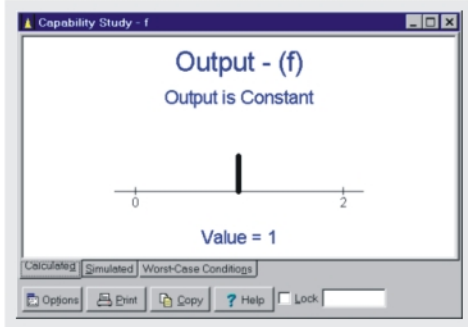 Capability Study - f
Output - (f)
Output is Constant
0 2
Value = 1
Calculated Simulated Worst-Case Conditions
Options Print Copy ? Help Lock